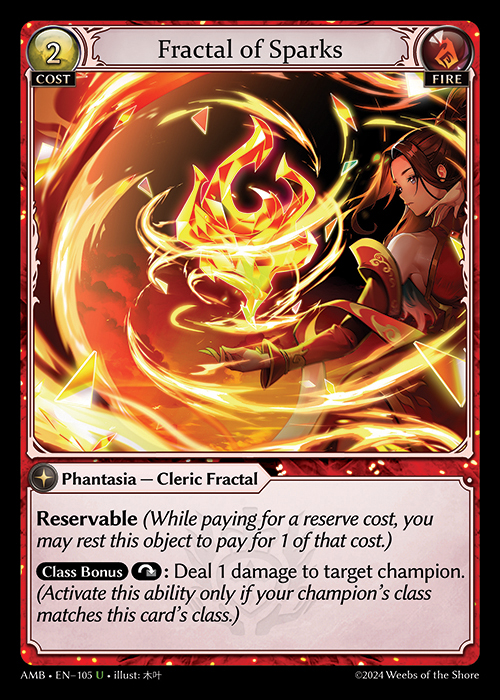 2
Fractal of Sparks
COST
FIRE
Phantasia — Cleric Fractal
Reservable (While paying for a reserve cost, you
may rest this object to pay for 1 of that cost.)
Class Bonus : Deal 1 damage to target champion.
(Activate this ability only if your champion's class
matches this card's class.)
AMB • EN–105 U • illust: 木叶
©2024 Weebs of the Shore